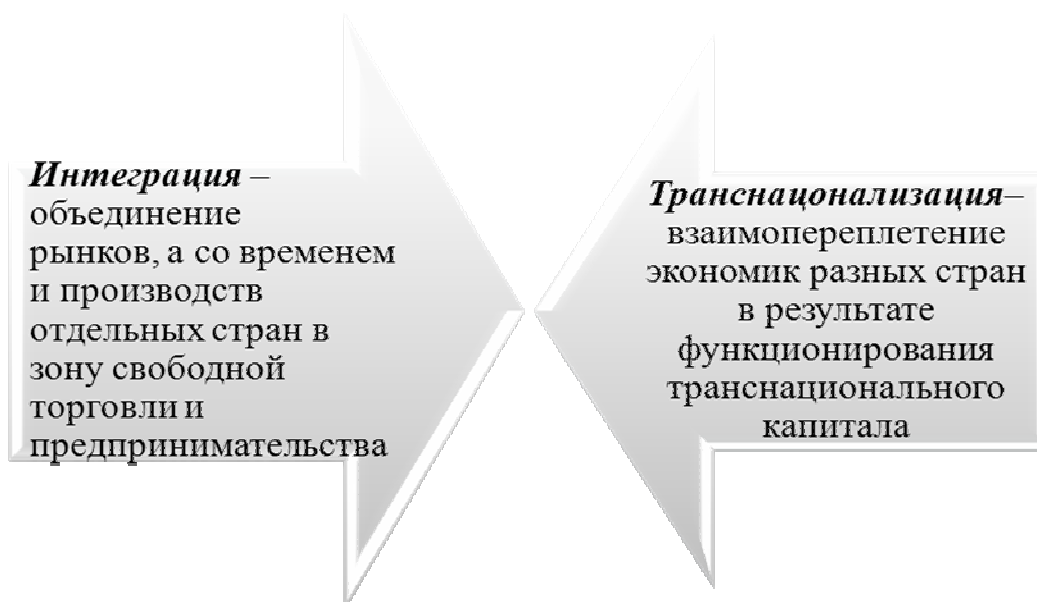 Интеграция –
объединение
рынков, а со временем
и производств
отдельных стран в
зону свободной
торговли и
предпринимательства
Транснацонализация–
взаимопереплетение
экономик разных стран
в результате
функционирования
транснационального
капитала